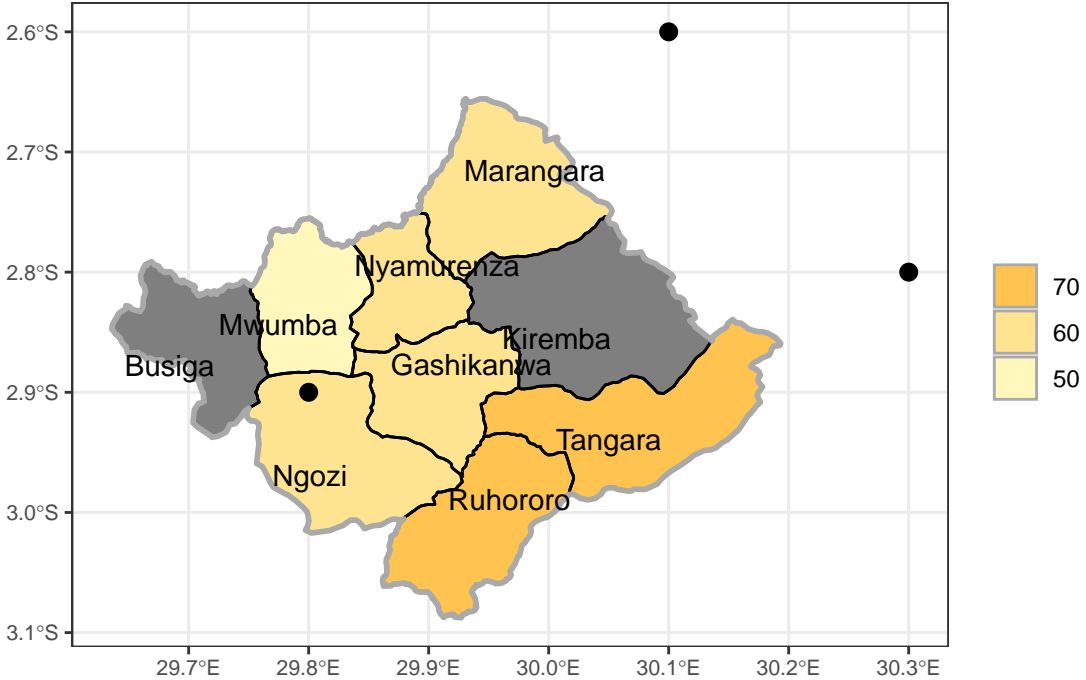 2.6°S
2.7°S
2.8°S
2.9°S
3.0°S
3.1°S
Marangara
Nyamurenza
Mwumba
Kiremba
Busiga
Gashikanwa
Tangara
Ngozi
Ruhororo
70
60
50
29.7°E 29.8°E 29.9°E 30.0°E 30.1°E 30.2°E 30.3°E